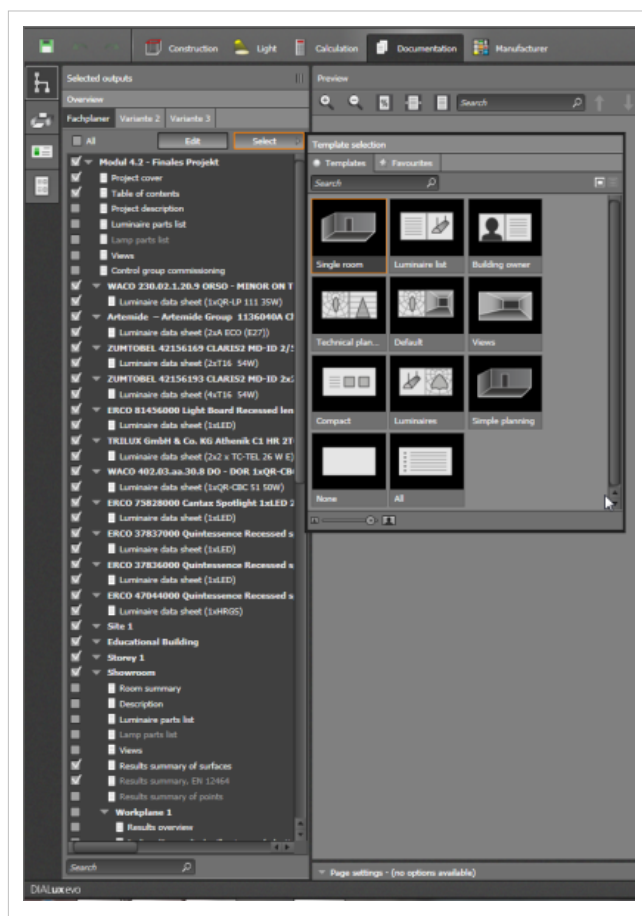 Construction Light Calculation Documentation Manufacturer
Selected outputs
Overview
Fachplaner Variante 2 Variante 3
All Edit Select
Modul 4.2 - Finales Projekt
Project cover
Table of contents
Project description
Luminaire parts list
Lamp parts list
Views
Control group commissioning
WACO 230.02.1.20.9 ORSO - MINOR ON T
Luminaire data sheet (1xQR-LP 111 35W)
Artemide - Artemide Group 1136040A Cl
Luminaire data sheet (2xA ECO (E27))
ZUMTOBEL 42156169 CLARIS2 MD-ID 2/5
Luminaire data sheet (2xT16 54W)
ZUMTOBEL 42156193 CLARIS2 MD-ID 2x2
Luminaire data sheet (4xT16 54W)
ERCO 81456000 Light Board Recessed len
Luminaire data sheet (1xLED)
TRILUX GmbH & Co. KG Athenik C1 HR 2T
Luminaire data sheet (2x2 x TC-TEL 26 W E)
WACO 402.03.aa.30.8 DO - DOR 1xQR-CB
Luminaire data sheet (1xQR-CBC 51 50W)
ERCO 75828000 Cantax Spotlight 1xLED 2
Luminaire data sheet (1xLED)
ERCO 37837000 Quintessence Recessed s
Luminaire data sheet (1xLED)
ERCO 37836000 Quintessence Recessed s
Luminaire data sheet (1xLED)
ERCO 47044000 Quintessence Recessed s
Luminaire data sheet (1xHRGS)
Site 1
Educational Building
Storey 1
Showroom
Room summary
Description
Luminaire parts list
Lamp parts list
Views
Results summary of surfaces
Results summary, EN 12464
Results summary of points
Workplane 1
Results overview
Search
DIALux evo
Preview
Search
Template selection
Templates Favourites
Search
Single room Luminaire list Building owner
Technical plan... Default Views
Compact Luminaires Simple planning
None All
Page settings - (no options available)